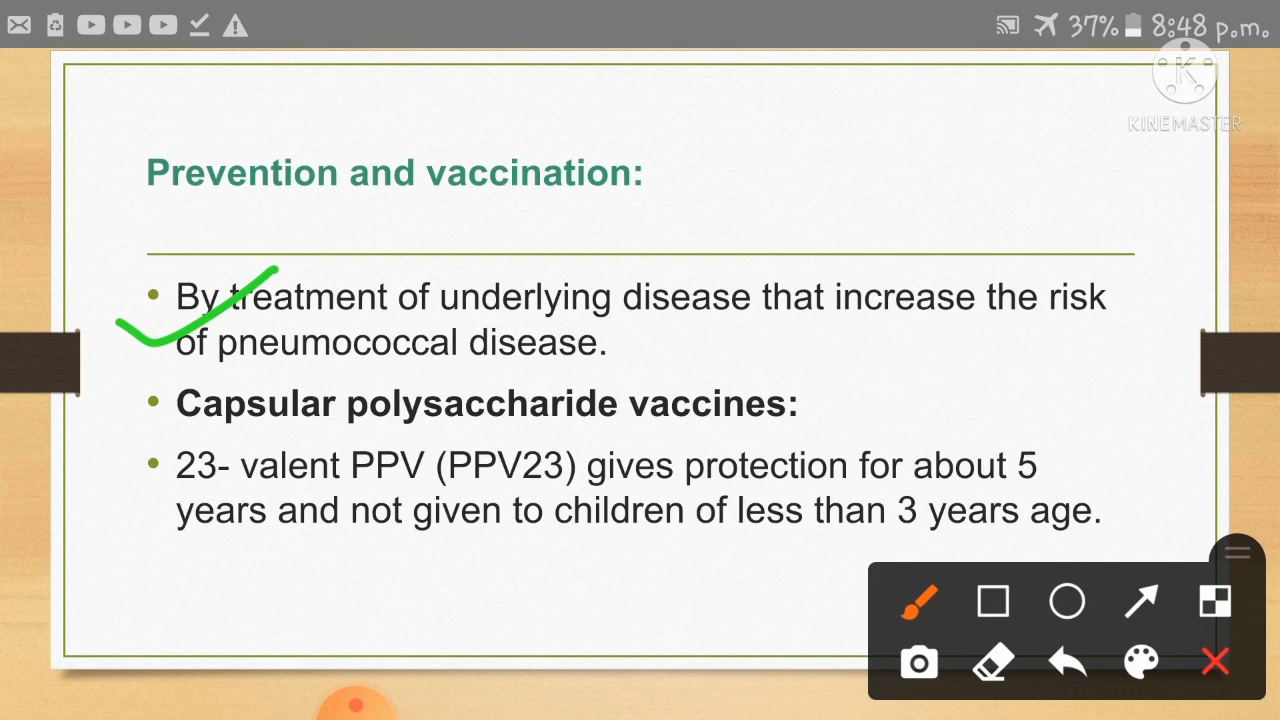 37% 8:48 p.m.
K
KINEMASTER
Prevention and vaccination:
• By treatment of underlying disease that increase the risk
of pneumococcal disease.
• Capsular polysaccharide vaccines:
• 23- valent PPV (PPV23) gives protection for about 5
years and not given to children of less than 3 years age.